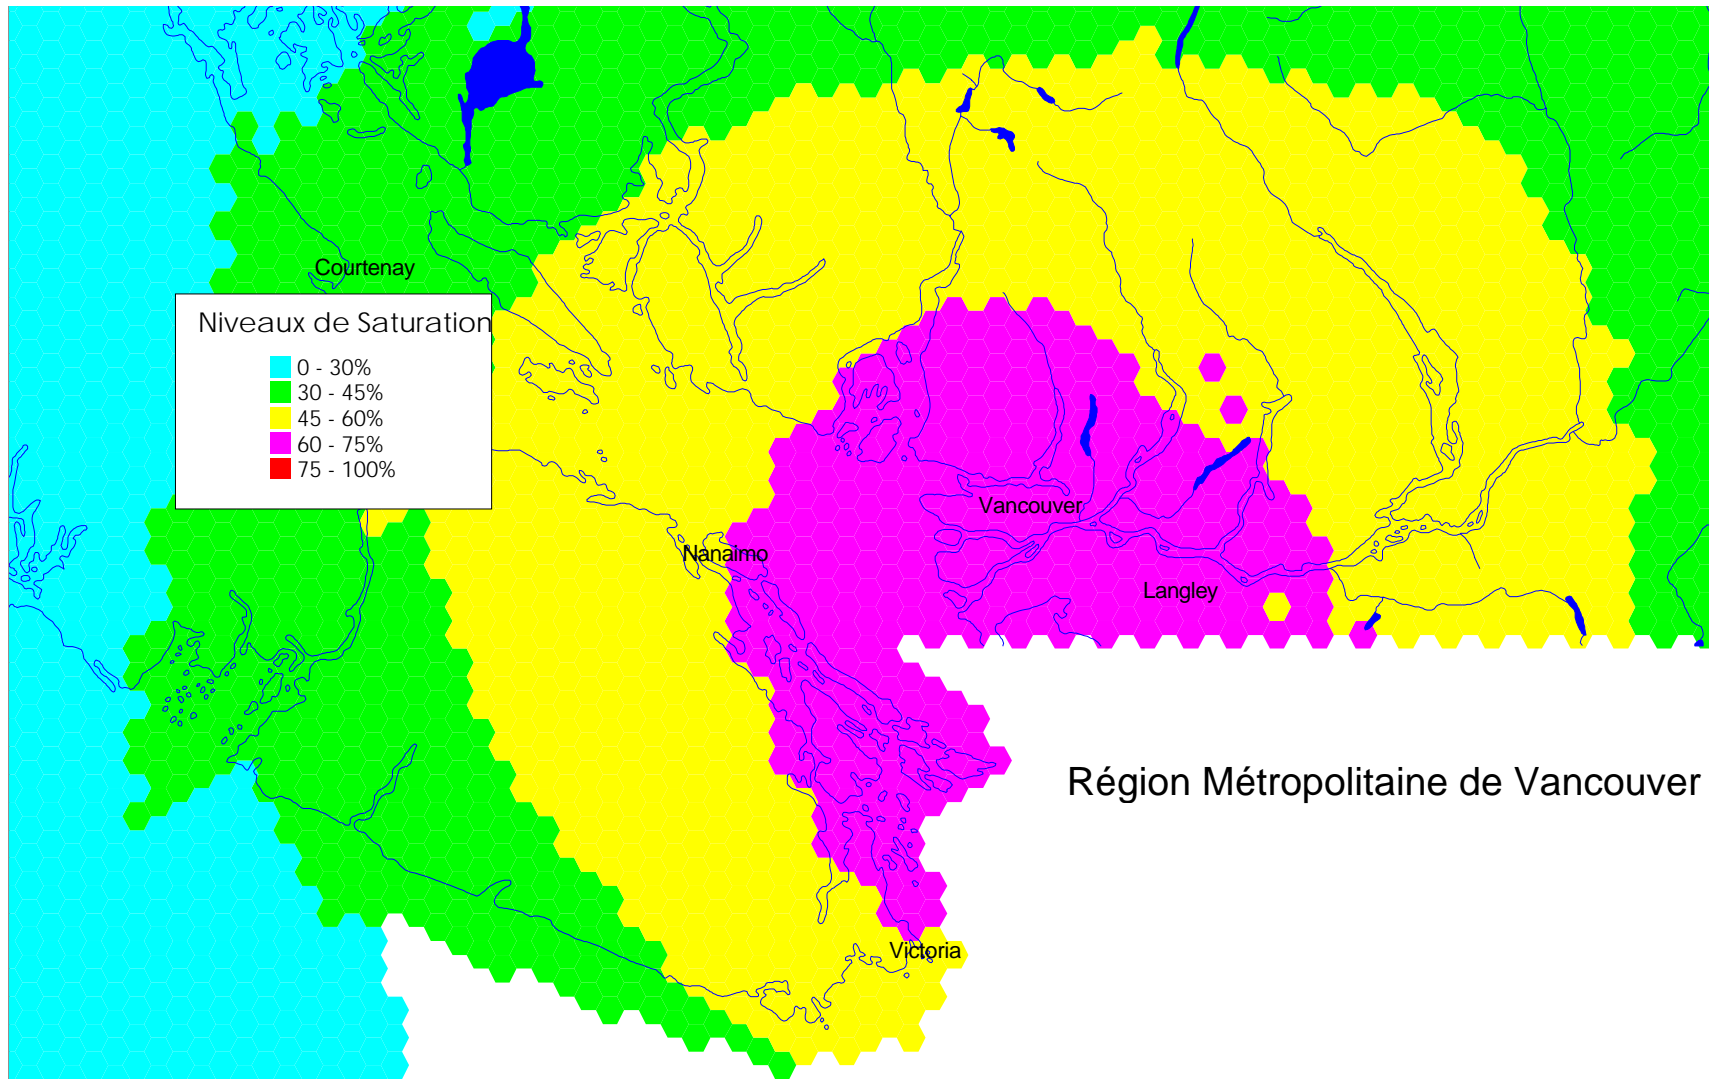 Courtenay
Niveaux de Saturation
0 - 30%
30 - 45%
45 - 60%
60 - 75%
75 - 100%
Vancouver
Nanaimo
Langley
Région Métropolitaine de Vancouver
Victoria